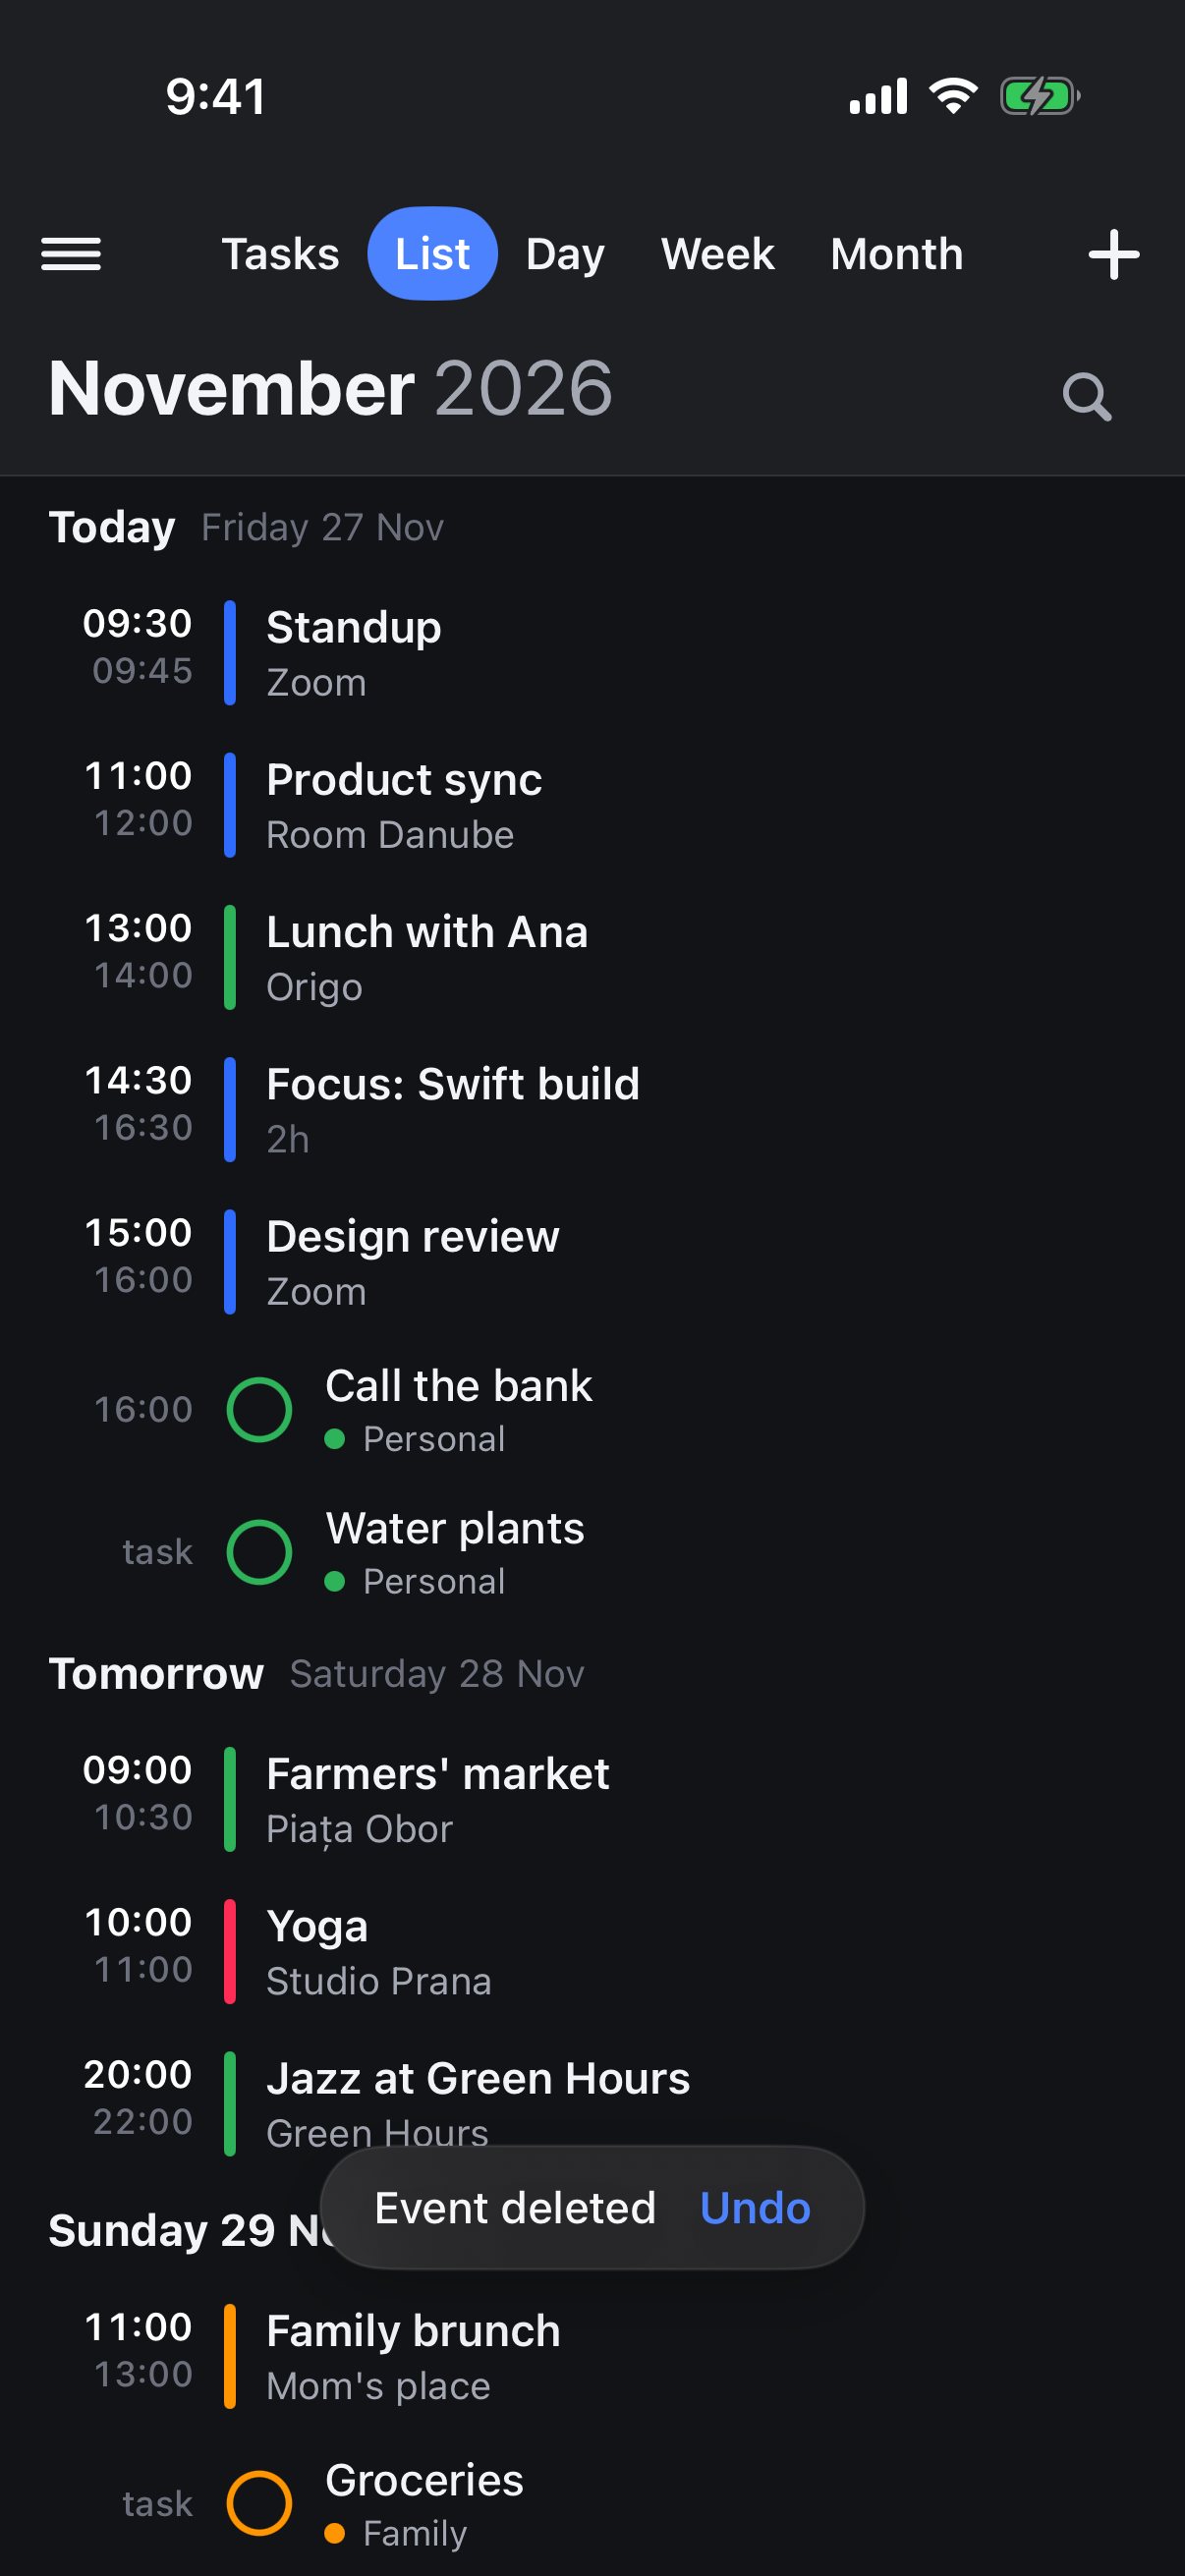 9:41
Tasks List Day Week Month
November 2026
Today Friday 27 Nov
09:30 Standup
09:45 Zoom
11:00 Product sync
12:00 Room Danube
13:00 Lunch with Ana
14:00 Origo
14:30 Focus: Swift build
16:30 2h
15:00 Design review
16:00 Zoom
Call the bank
16:00
Personal
Water plants
task
Personal
Tomorrow Saturday 28 Nov
09:00 Farmers' market
10:30 Piața Obor
10:00 Yoga
11:00 Studio Prana
20:00 Jazz at Green Hours
22:00 Green Hours
Event deleted Undo
Sunday 29
11:00 Family brunch
13:00 Mom's place
Groceries
task
Family